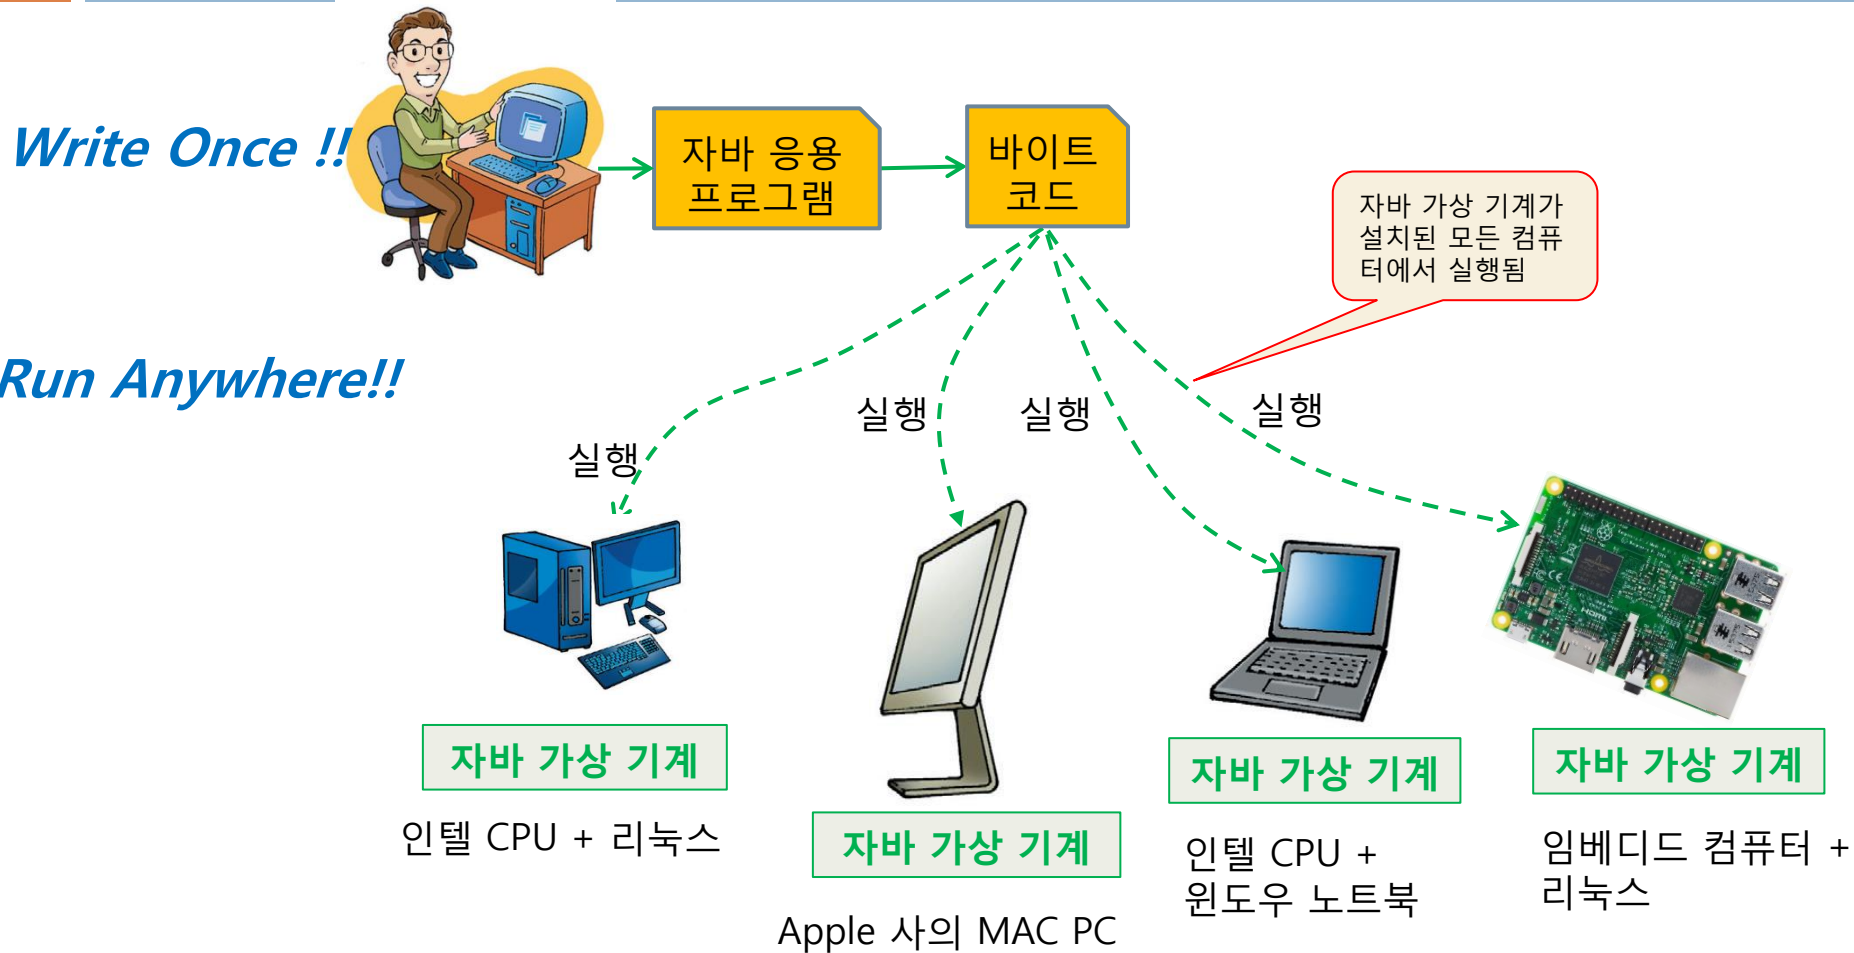 Write Once !!
자바 응용
프로그램
바이트
코드
자바 가상 기계가
설치된 모든 컴퓨
터에서 실행됨
Run Anywhere!!
실행
실행
실행
실행
자바 가상 기계
인텔 CPU + 리눅스
자바 가상 기계
Apple 사의 MAC PC
자바 가상 기계
인텔 CPU +
윈도우 노트북
자바 가상 기계
임베디드 컴퓨터 +
리눅스